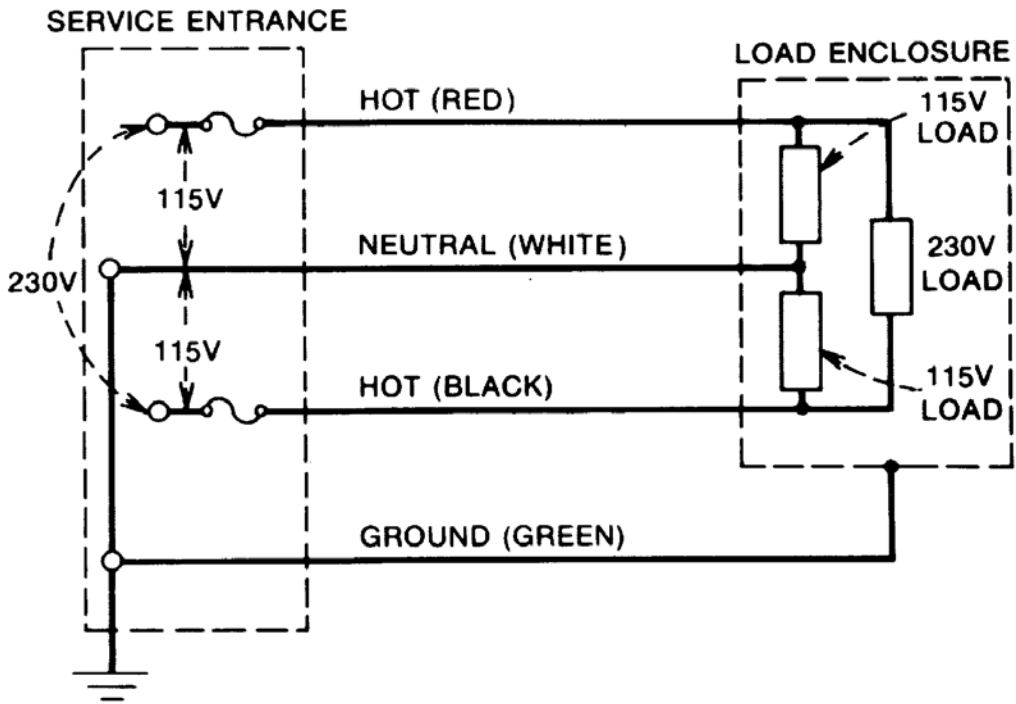 SERVICE ENTRANCE
LOAD ENCLOSURE
HOT (RED)
115V
LOAD
115V
NEUTRAL (WHITE)
230V
LOAD
230V
115V
HOT (BLACK)
115V
LOAD
GROUND (GREEN)